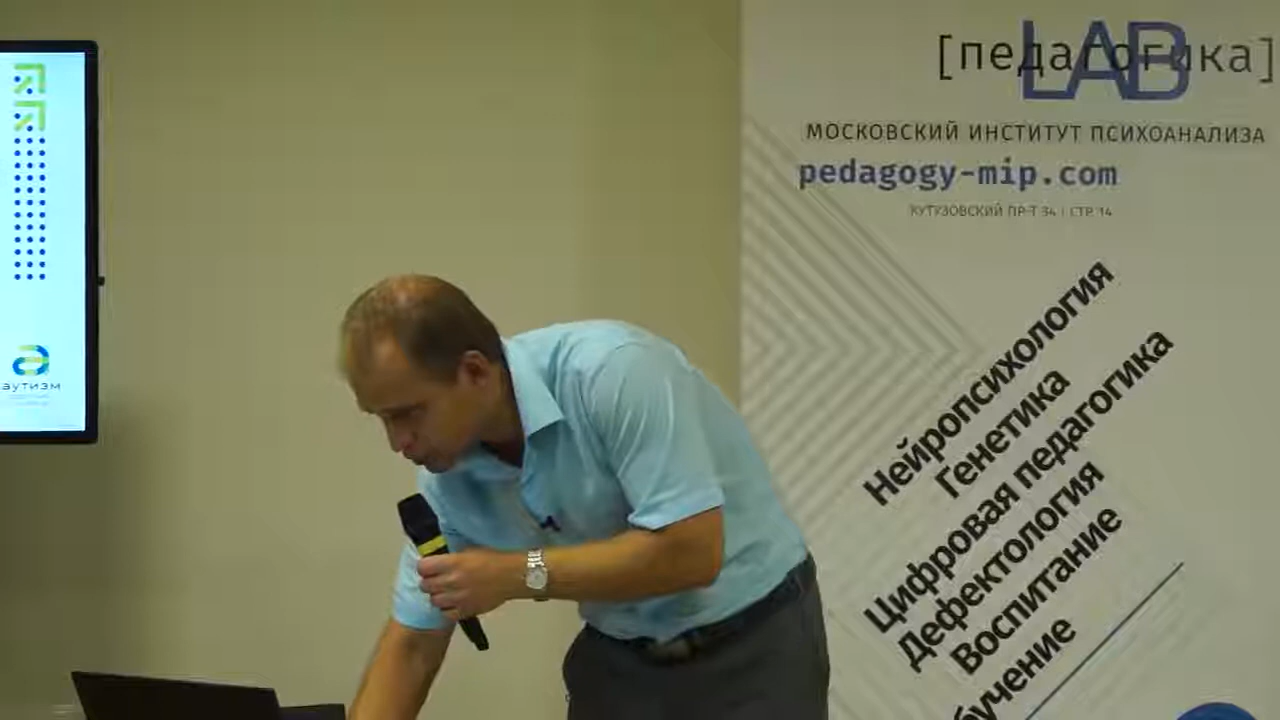 [педагогика]
LAB
МОСКОВСКИЙ ИНСТИТУТ ПСИХОАНАЛИЗА
pedagogy-mip.com
КУТУЗОВСКИЙ ПР-Т 34 | СТР. 14
Нейропсихология
Генетика
Цифровая педагогика
Дефектология
Воспитание
бучение
аутизм